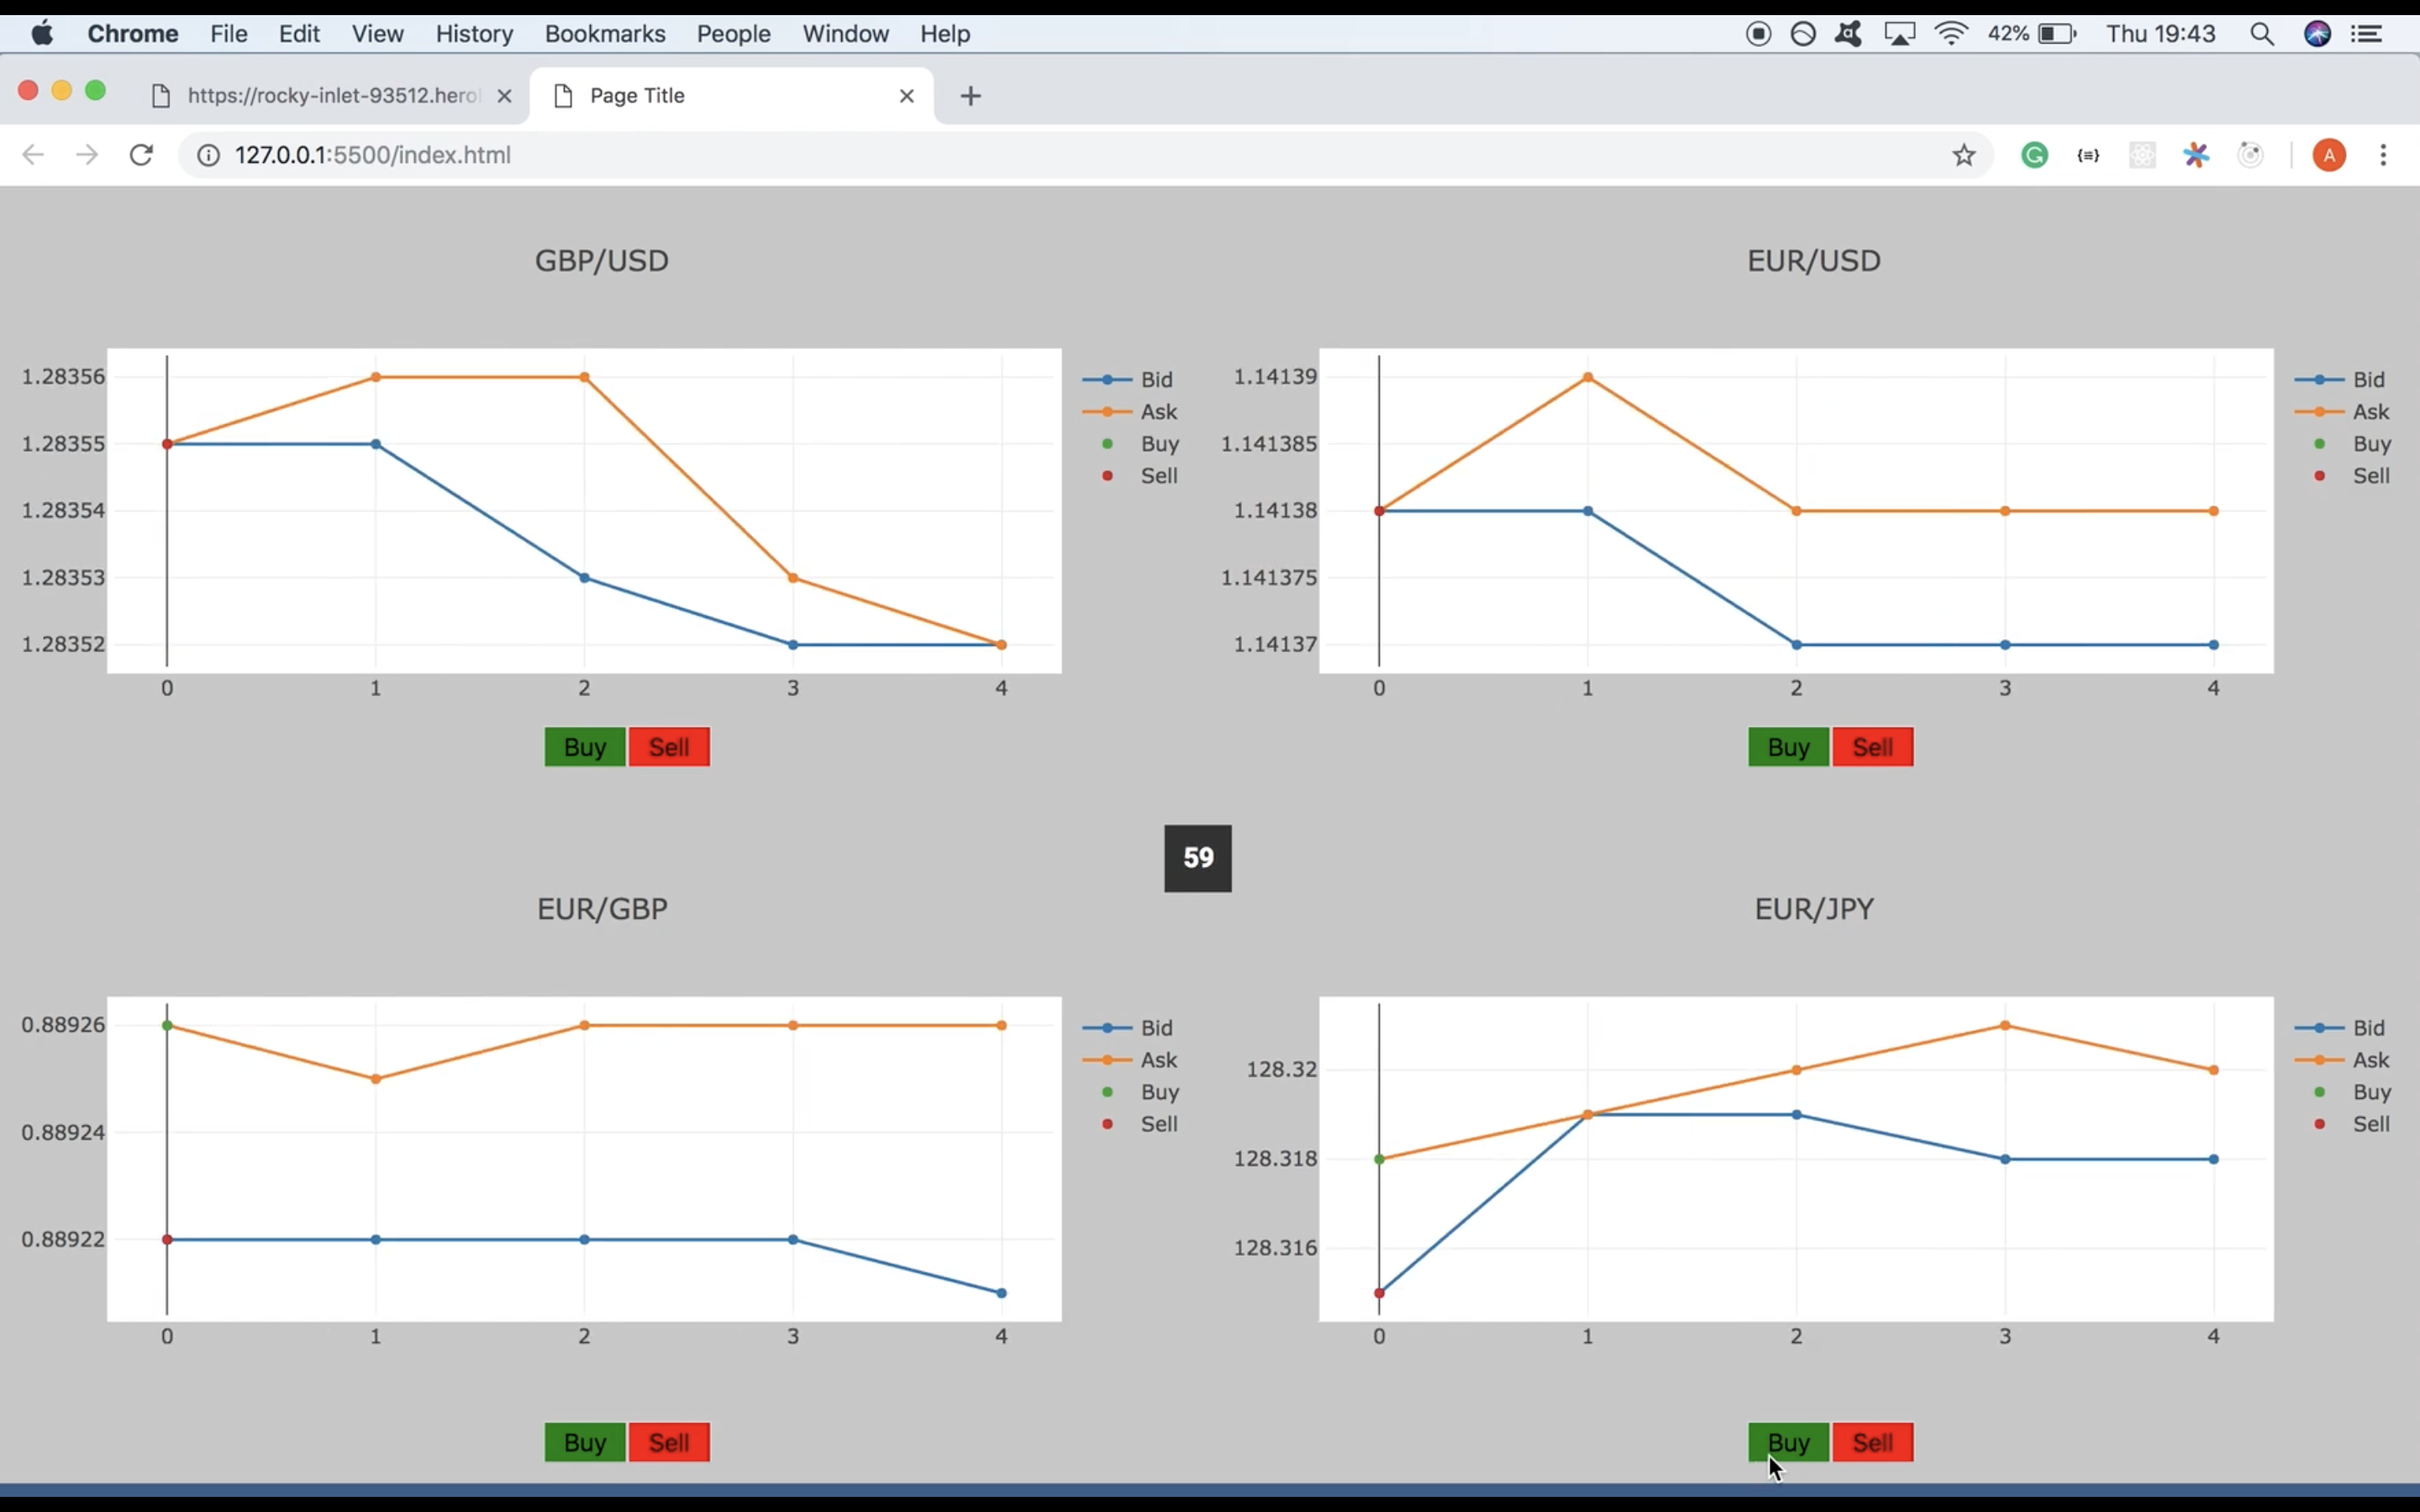 Chrome File Edit View History Bookmarks People Window Help 42% Thu 19:43
https://rocky-inlet-93512.hero Page Title
127.0.0.1:5500/index.html A
GBP/USD
1.28356
1.28355
1.28354
1.28353
1.28352
0 1 2 3 4
Bid
Ask
Buy
Sell
Buy Sell
EUR/USD
1.14139
1.141385
1.14138
1.141375
1.14137
0 1 2 3 4
Bid
Ask
Buy
Sell
Buy Sell
59
EUR/GBP
0.88926
0.88924
0.88922
0 1 2 3 4
Bid
Ask
Buy
Sell
Buy Sell
EUR/JPY
128.32
128.318
128.316
0 1 2 3 4
Bid
Ask
Buy
Sell
Buy Sell